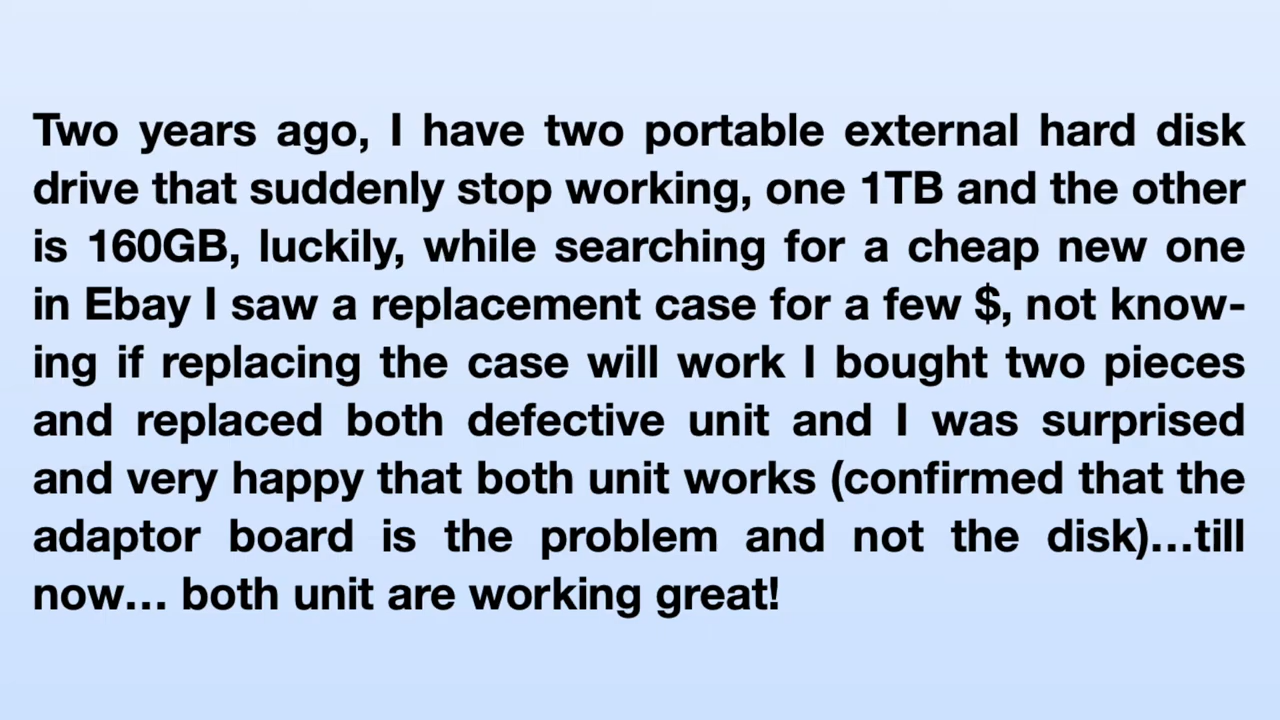 Two years ago, I have two portable external hard disk
drive that suddenly stop working, one 1TB and the other
is 160GB, luckily, while searching for a cheap new one
in Ebay I saw a replacement case for a few $, not know-
ing if replacing the case will work I bought two pieces
and replaced both defective unit and I was surprised
and very happy that both unit works (confirmed that the
adaptor board is the problem and not the disk)…till
now… both unit are working great!